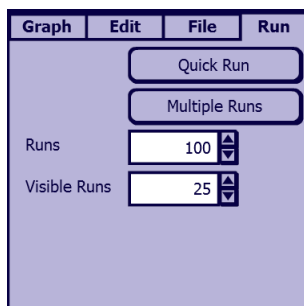 Graph Edit File Run
Quick Run
Multiple Runs
Runs 100
Visible Runs 25